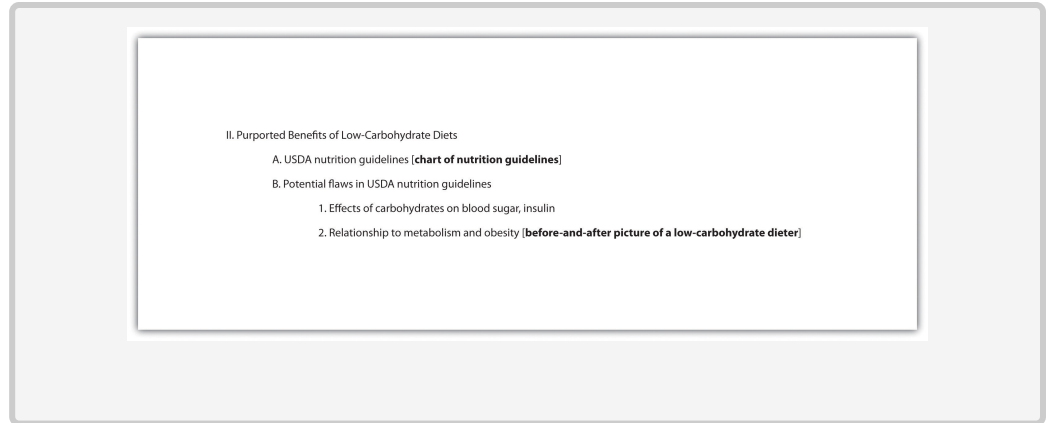 II. Purported Benefits of Low-Carbohydrate Diets
A. USDA nutrition guidelines [chart of nutrition guidelines]
B. Potential flaws in USDA nutrition guidelines
1. Effects of carbohydrates on blood sugar, insulin
2. Relationship to metabolism and obesity [before-and-after picture of a low-carbohydrate dieter]